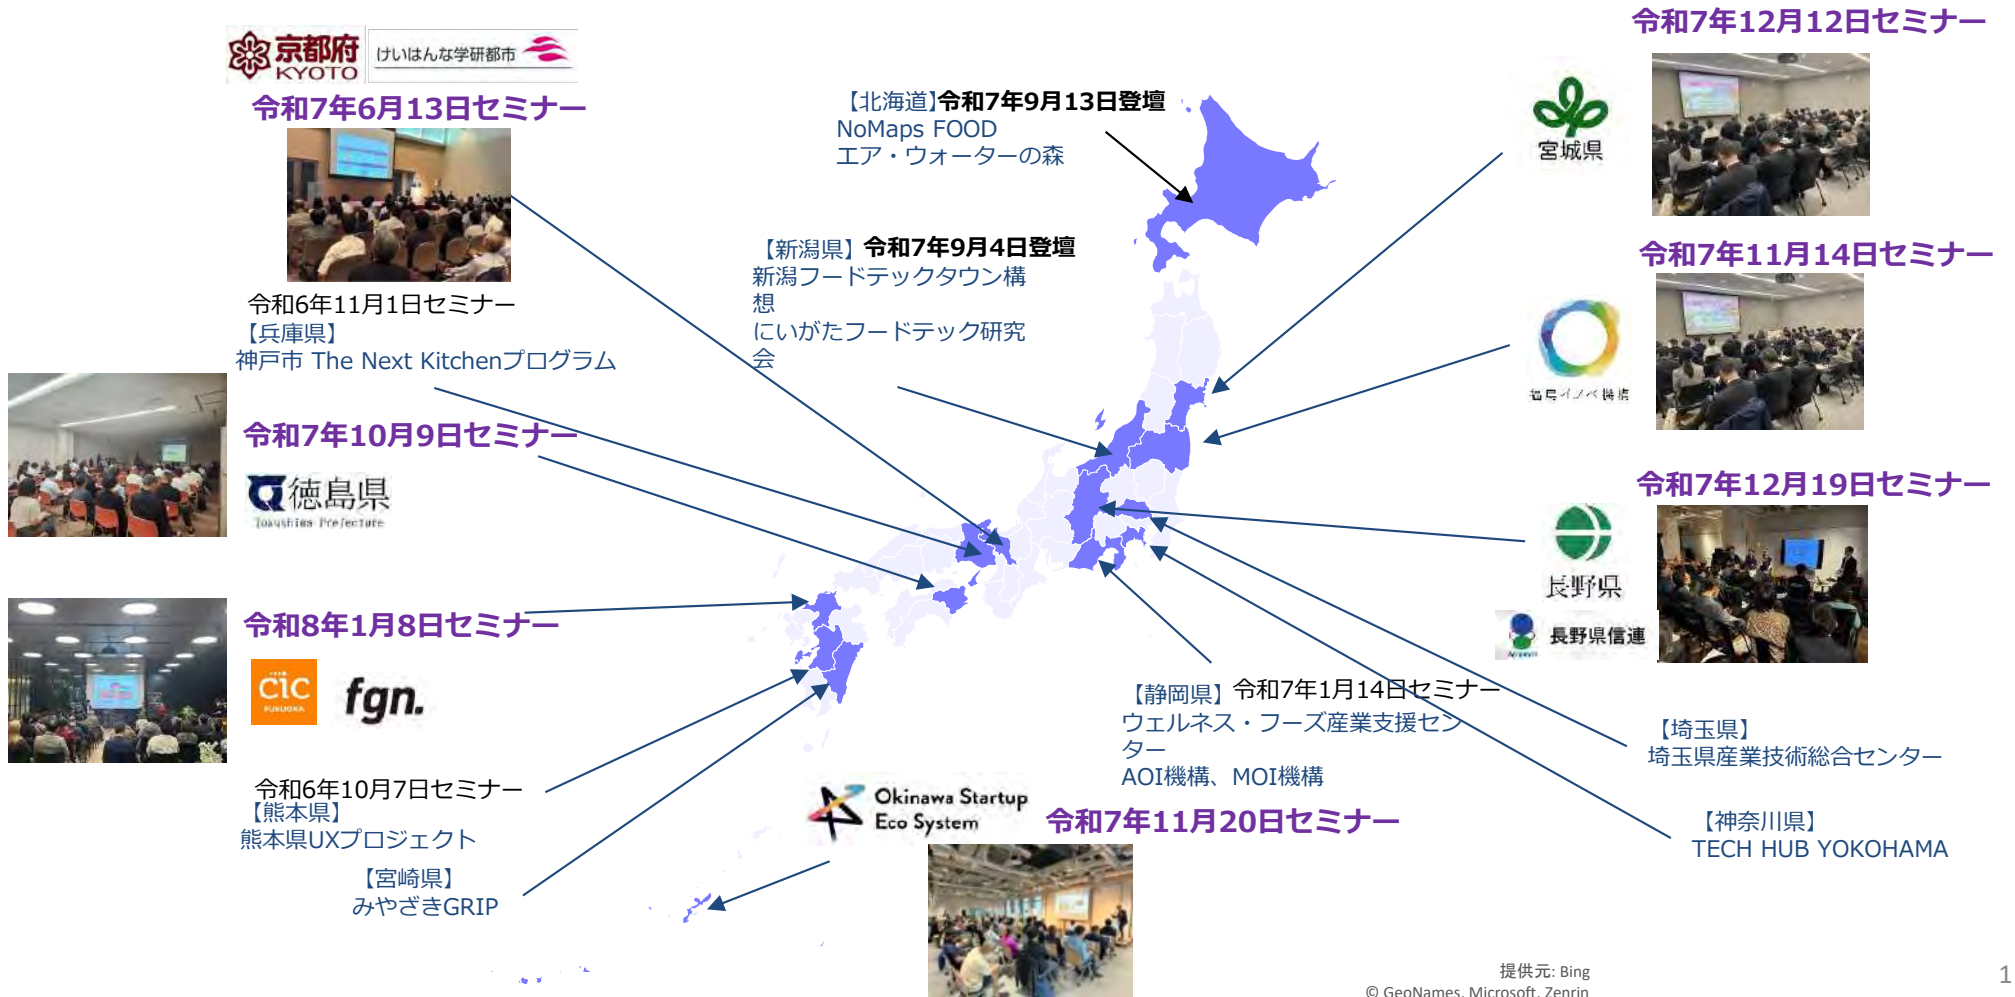 京都府
KYOTO
けいはんな学研都市
令和7年6月13日セミナー
令和6年11月1日セミナー
【兵庫県】
神戸市 The Next Kitchenプログラム
令和7年10月9日セミナー
徳島県
Tokushima Prefecture
令和8年1月8日セミナー
CIC
FUKUOKA
fgn.
令和6年10月7日セミナー
【熊本県】
熊本県UXプロジェクト
【宮崎県】
みやざきGRIP
【北海道】令和7年9月13日登壇
NoMaps FOOD
エア・ウォーターの森
【新潟県】令和7年9月4日登壇
新潟フードテックタウン構
想
にいがたフードテック研究
会
令和7年12月12日セミナー
宮城県
令和7年11月14日セミナー
福島イノベ機構
令和7年12月19日セミナー
長野県
長野県信連
【静岡県】令和7年1月14日セミナー
ウェルネス・フーズ産業支援セン
ター
AOI機構、MOI機構
【埼玉県】
埼玉県産業技術総合センター
【神奈川県】
TECH HUB YOKOHAMA
Okinawa Startup
Eco System
令和7年11月20日セミナー
提供元: Bing
© GeoNames, Microsoft, Zenrin
1